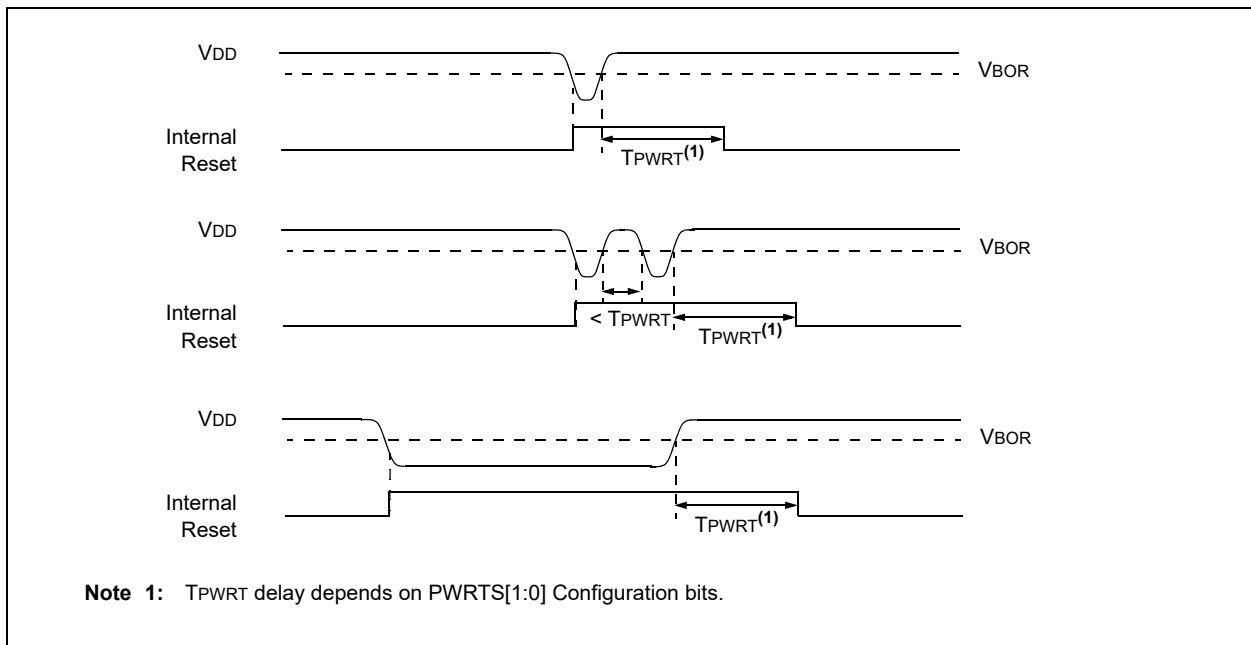 VDD
VBOR
Internal
Reset
TPWRT(1)
VDD
VBOR
Internal
Reset
< TPWRT
TPWRT(1)
VDD
VBOR
Internal
Reset
TPWRT(1)
Note 1: TPWRT delay depends on PWRTS[1:0] Configuration bits.